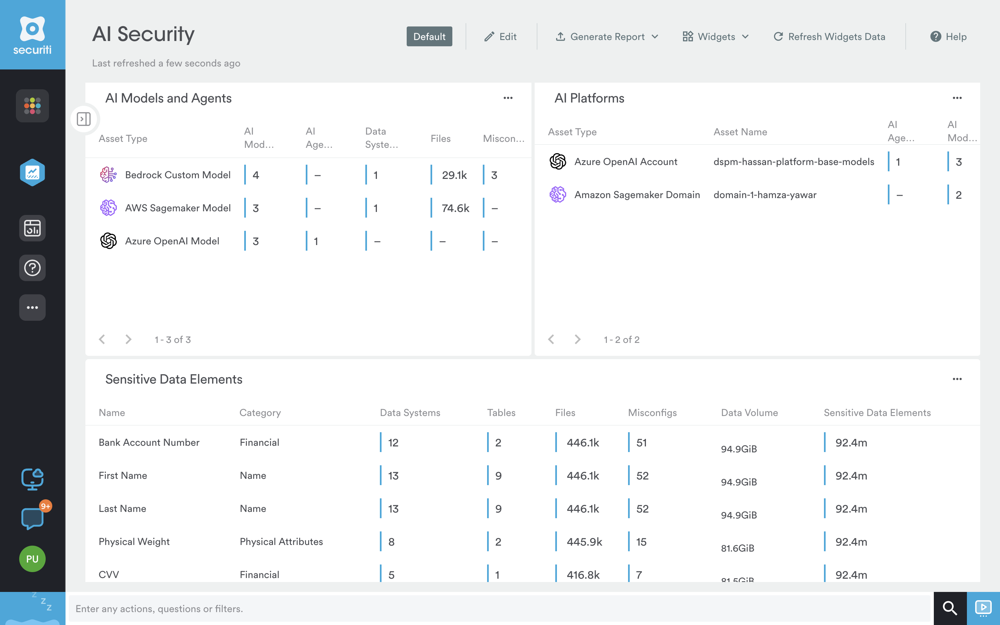 securiti
AI Security
Last refreshed a few seconds ago
Default
Edit
Generate Report
Widgets
Refresh Widgets Data
Help
AI Models and Agents
Asset Type
AI Mod...
AI Age...
Data Syste...
Files
Miscon...
Bedrock Custom Model 4 – 1 29.1k 3
AWS Sagemaker Model 3 – 1 74.6k –
Azure OpenAI Model 3 1 – – –
1 - 3 of 3
AI Platforms
Asset Type
Asset Name
AI Age...
AI Mod...
Azure OpenAI Account dspm-hassan-platform-base-models 1 3
Amazon Sagemaker Domain domain-1-hamza-yawar – 2
1 - 2 of 2
Sensitive Data Elements
Name Category Data Systems Tables Files Misconfigs Data Volume Sensitive Data Elements
Bank Account Number Financial 12 2 446.1k 51 94.9GiB 92.4m
First Name Name 13 9 446.1k 52 94.9GiB 92.4m
Last Name Name 13 9 446.1k 52 94.9GiB 92.4m
Physical Weight Physical Attributes 8 2 445.9k 15 81.6GiB 92.4m
CVV Financial 5 1 416.8k 7 81.5GiB 92.4m
9+
PU
z
z
z
Enter any actions, questions or filters.